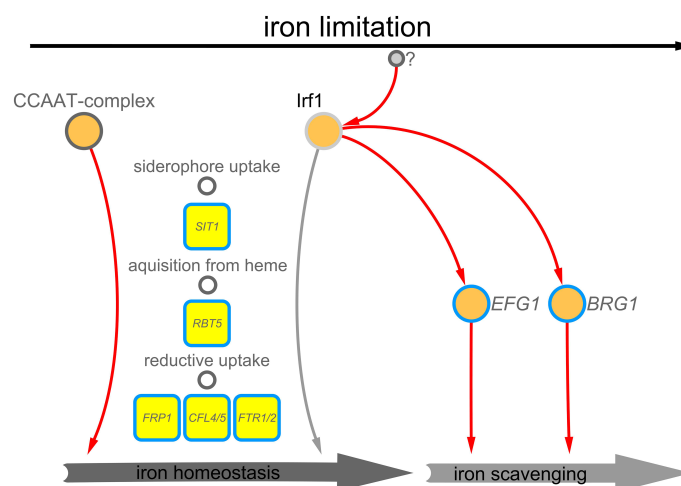 iron limitation
?
CCAAT-complex
Irf1
siderophore uptake
SIT1
aquisition from heme
RBT5
EFG1
BRG1
reductive uptake
FRP1 CFL4/5 FTR1/2
iron homeostasis
iron scavenging